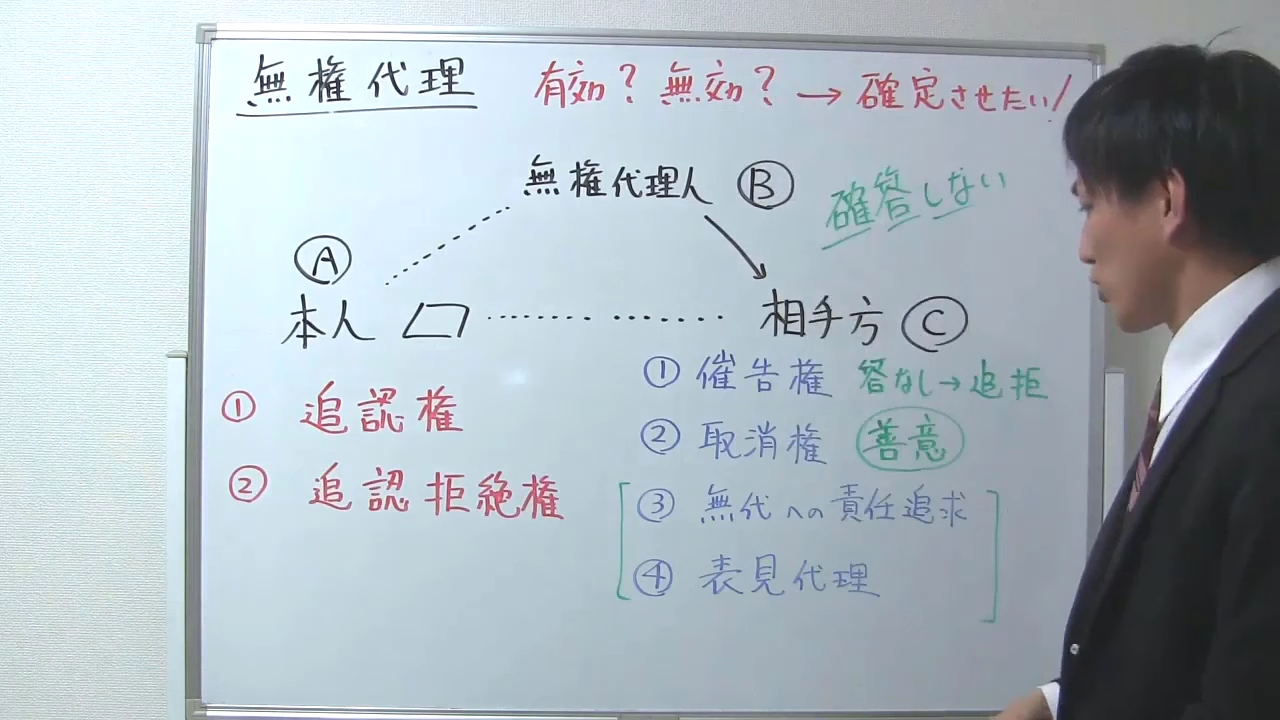 無権代理 有効？無効？→確定させたい!
無権代理人 Ⓑ
確答しない
Ⓐ
本人
相手方 Ⓒ
① 追認権
② 追認拒絶権
① 催告権 答なし→追拒
② 取消権 善意
③ 無代への責任追求
④ 表見代理